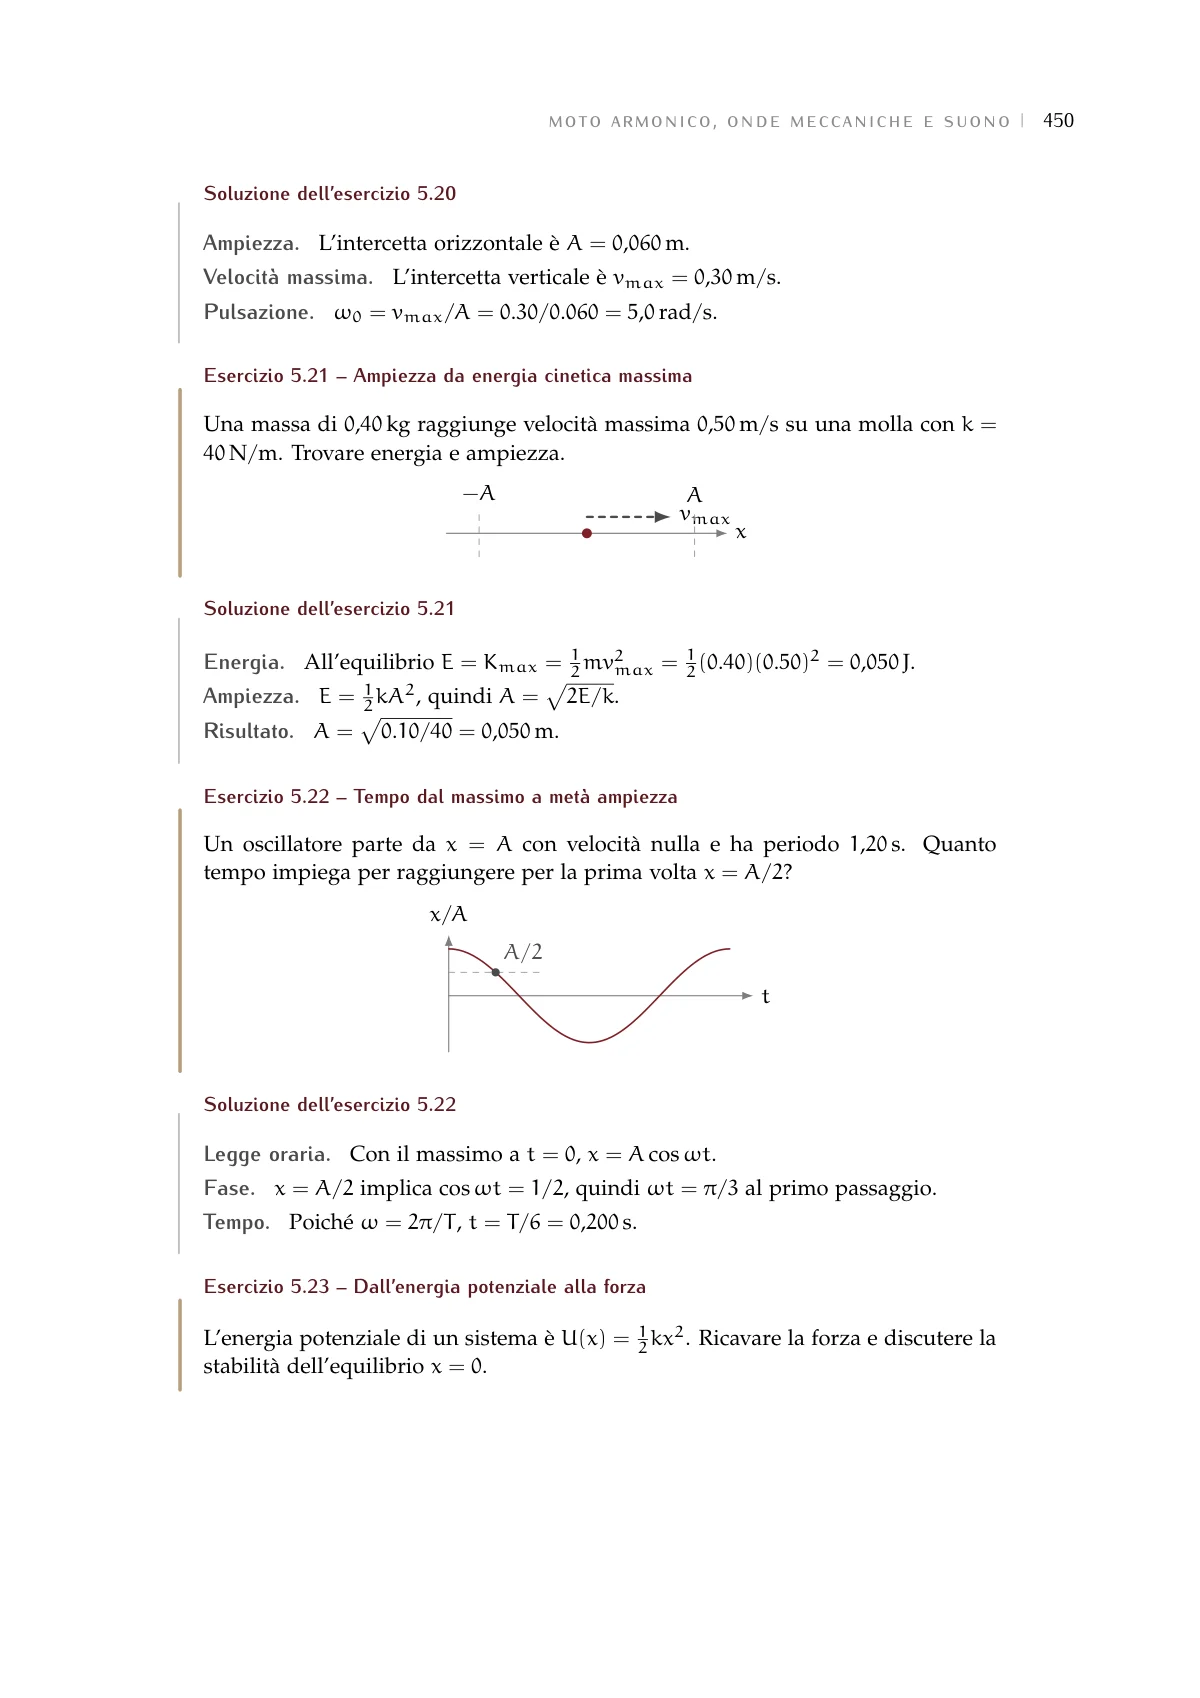 MOTO ARMONICO, ONDE MECCANICHE E SUONO | 450
Soluzione dell'esercizio 5.20
Ampiezza. L'intercetta orizzontale è A = 0,060 m.
Velocità massima. L'intercetta verticale è v_max = 0,30 m/s.
Pulsazione. ω₀ = v_max/A = 0.30/0.060 = 5,0 rad/s.
Esercizio 5.21 – Ampiezza da energia cinetica massima
Una massa di 0,40 kg raggiunge velocità massima 0,50 m/s su una molla con k =
40 N/m. Trovare energia e ampiezza.
−A A
v_max
x
Soluzione dell'esercizio 5.21
Energia. All'equilibrio E = K_max = ½mv²_max = ½(0.40)(0.50)² = 0,050 J.
Ampiezza. E = ½kA², quindi A = √(2E/k).
Risultato. A = √(0.10/40) = 0,050 m.
Esercizio 5.22 – Tempo dal massimo a metà ampiezza
Un oscillatore parte da x = A con velocità nulla e ha periodo 1,20 s. Quanto
tempo impiega per raggiungere per la prima volta x = A/2?
x/A
A/2
t
Soluzione dell'esercizio 5.22
Legge oraria. Con il massimo a t = 0, x = A cos ωt.
Fase. x = A/2 implica cos ωt = 1/2, quindi ωt = π/3 al primo passaggio.
Tempo. Poiché ω = 2π/T, t = T/6 = 0,200 s.
Esercizio 5.23 – Dall'energia potenziale alla forza
L'energia potenziale di un sistema è U(x) = ½kx². Ricavare la forza e discutere la
stabilità dell'equilibrio x = 0.